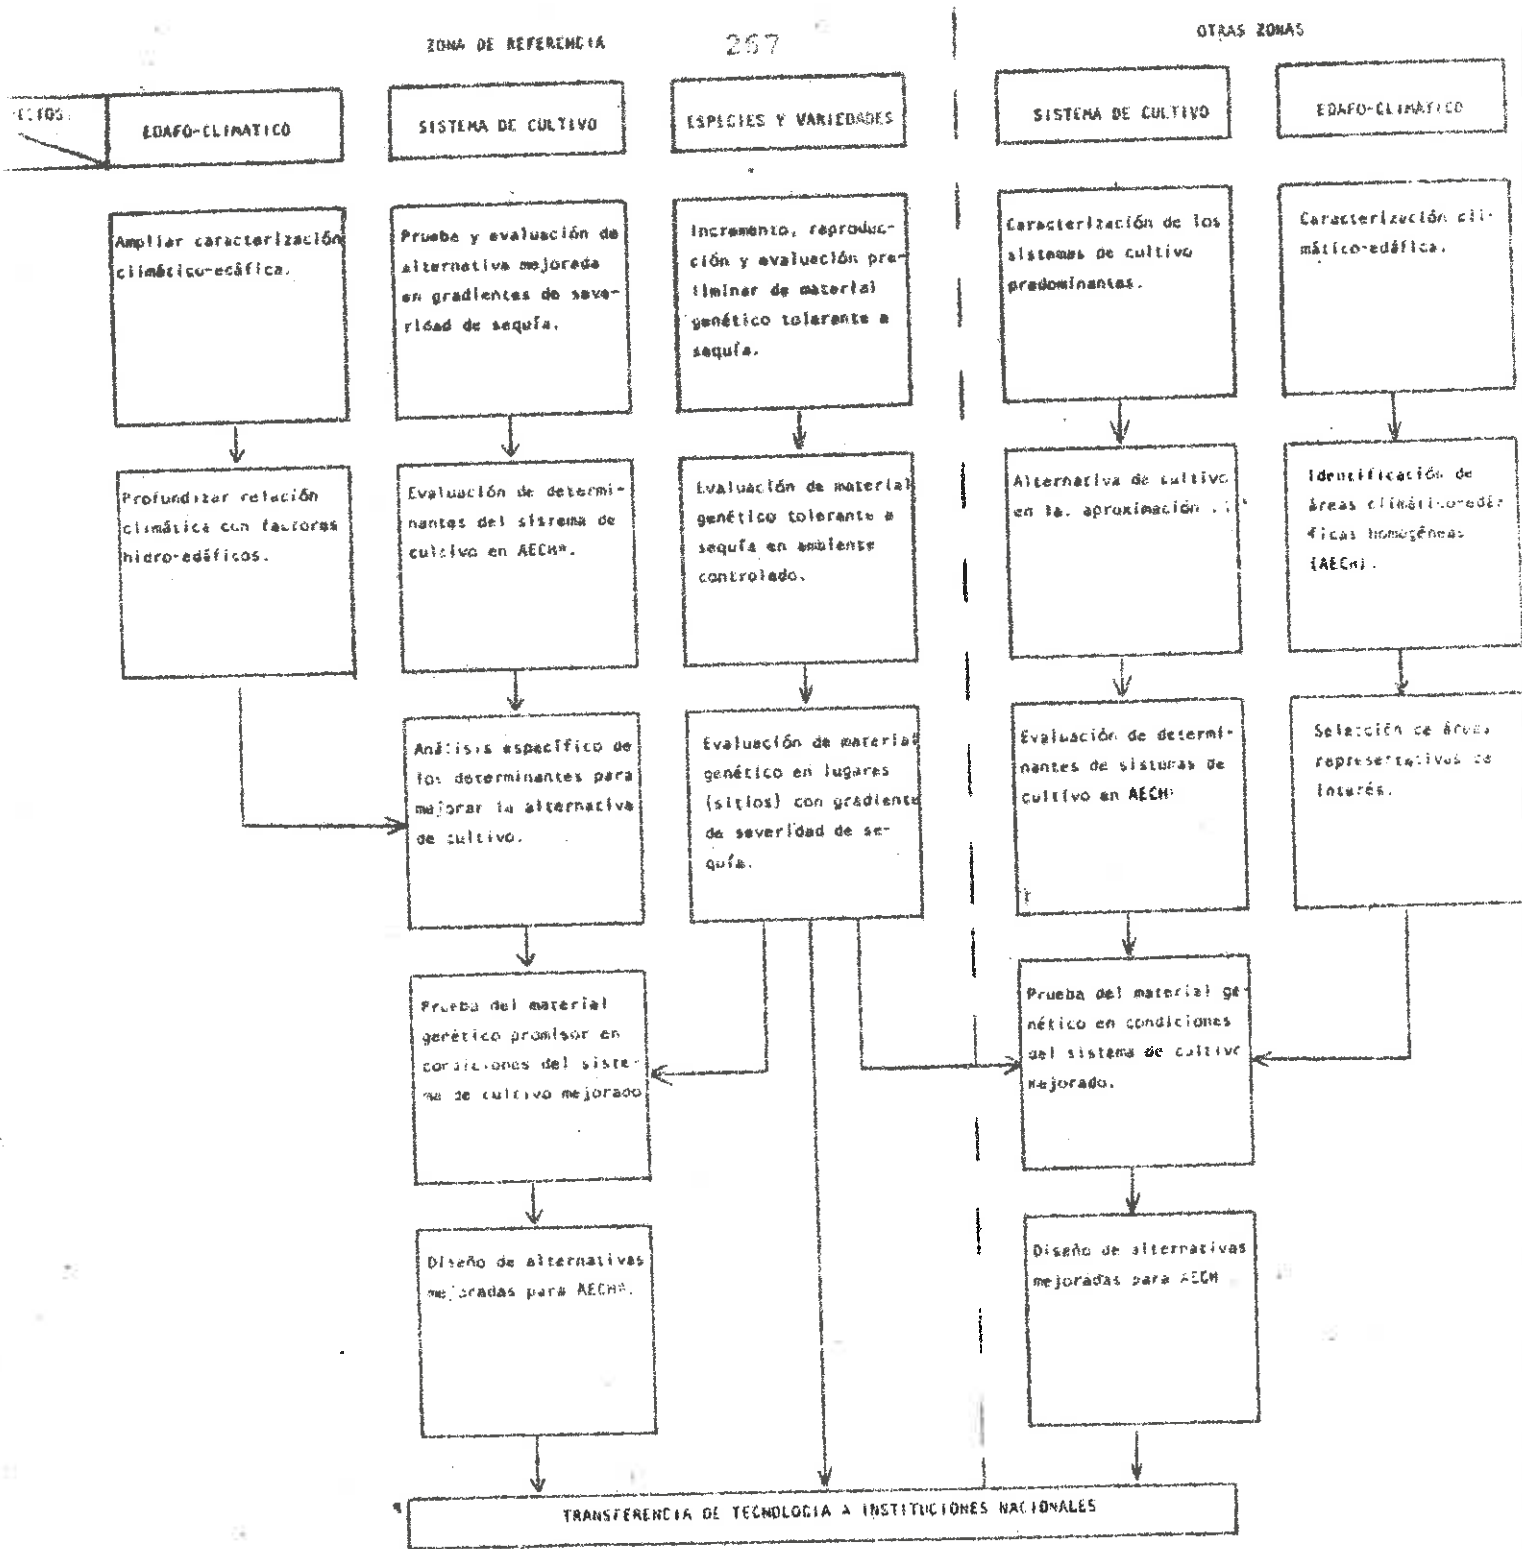 ZONA DE REFERENCIA
267
OTRAS ZONAS
EDAFO-CLIMATICO
SISTEMA DE CULTIVO
ESPECIES Y VARIEDADES
SISTEMA DE CULTIVO
EDAFO-CLIMATICO
Ampliar caracterización
climático-edáfica.
Prueba y evaluación de
alternativa mejorada
en gradientes de seve-
ridad de sequía.
Incremento, reproduc-
ción y evaluación pre-
liminar de material
genético tolerante a
sequía.
Caracterización de los
sistemas de cultivo
predominantes.
Caracterización cli-
mático-edáfica.
Profundizar relación
climática con factores
hidro-edáficos.
Evaluación de determi-
nantes del sistema de
cultivo en AECH*.
Evaluación de material
genético tolerante a
sequía en ambiente
controlado.
Alternativa de cultivo
en 1a. aproximación
Identificación de
áreas climático-edá-
ficas homogéneas
(AECH).
Análisis específico de
los determinantes para
mejorar la alternativa
de cultivo.
Evaluación de material
genético en lugares
(sitios) con gradiente
de severidad de se-
quía.
Evaluación de determi-
nantes de sistemas de
cultivo en AECH
Selección de áreas
representativas de
interés.
Prueba del material
genético promisor en
condiciones del siste-
ma de cultivo mejorado
Prueba del material ge-
nético en condiciones
del sistema de cultivo
mejorado.
Diseño de alternativas
mejoradas para AECH*.
Diseño de alternativas
mejoradas para AECH
* TRANSFERENCIA DE TECNOLOGIA A INSTITUCIONES NACIONALES